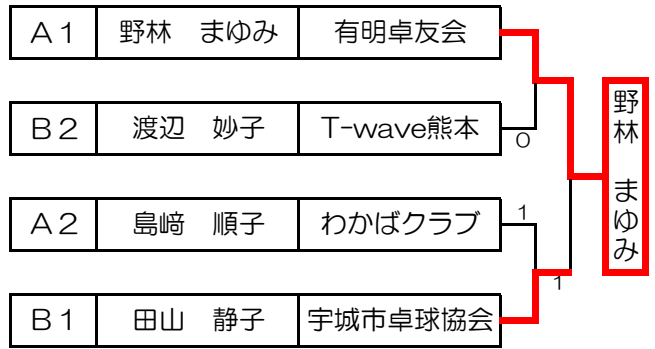 A1 野林 まゆみ 有明卓友会
B2 渡辺 妙子 T-wave熊本
0
A2 島﨑 順子 わかばクラブ
1
B1 田山 静子 宇城市卓球協会
1
野林 まゆみ